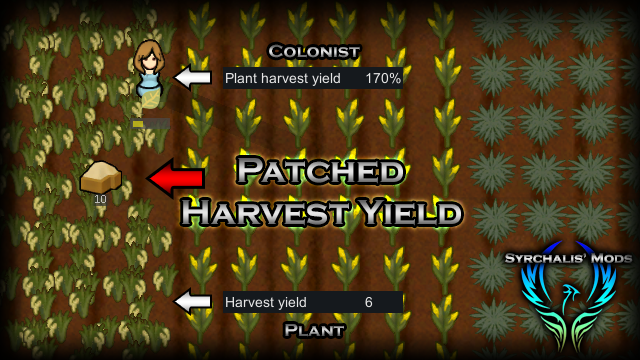 COLONIST
Plant harvest yield 170%
10
PATCHED
HARVEST YIELD
SYRCHALIS' MODS
Harvest yield 6
PLANT